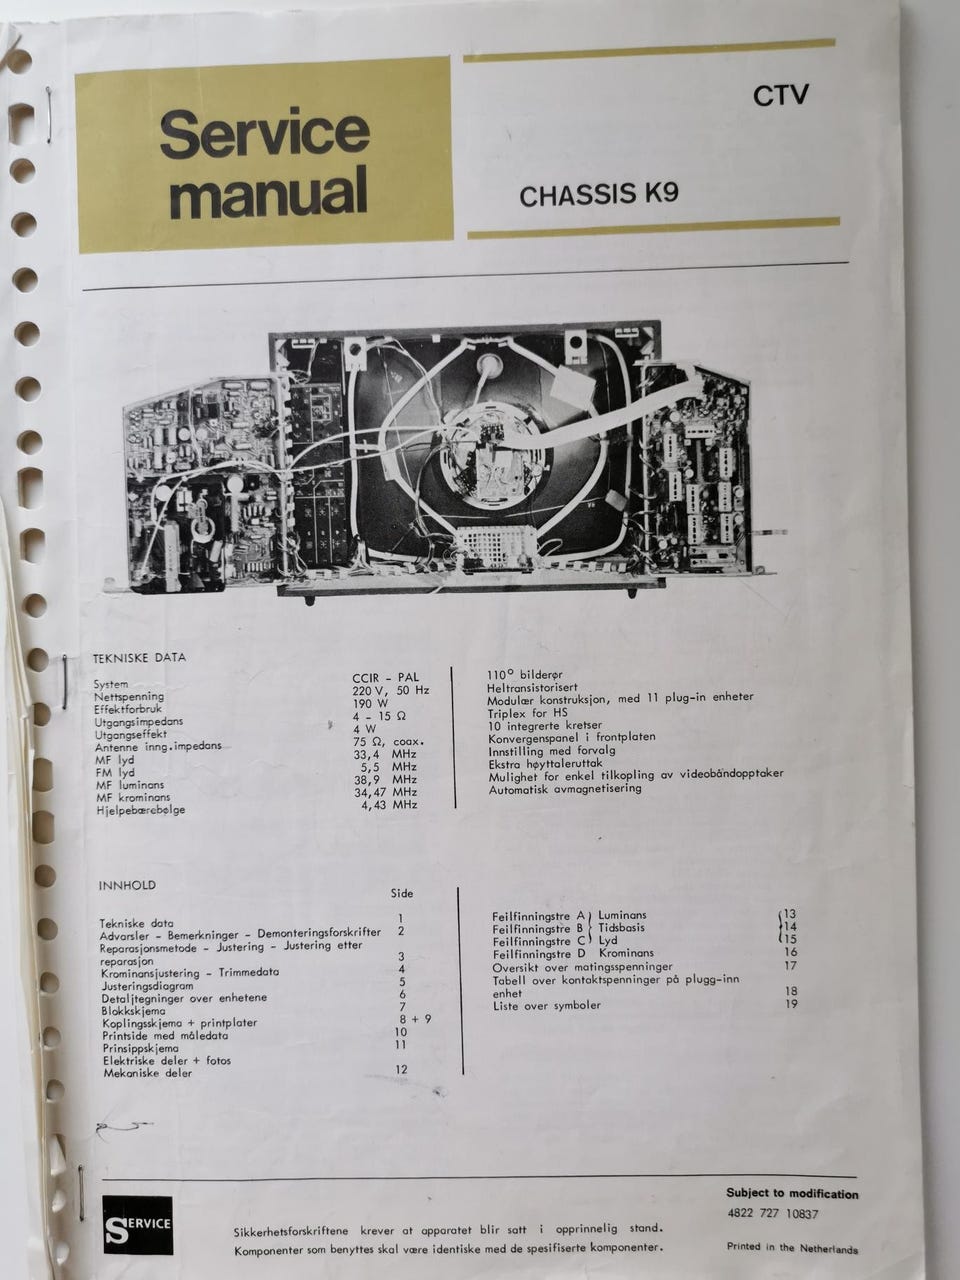 Service
manual
CTV
CHASSIS K9
TEKNISKE DATA
System CCIR - PAL
Nettspenning 220 V, 50 Hz
Effektforbruk 190 W
Utgangsimpedans 4 - 15 Ω
Utgangseffekt 4 W
Antenne inng.impedans 75 Ω, coax.
MF lyd 33,4 MHz
FM lyd 5,5 MHz
MF luminans 38,9 MHz
MF krominans 34,47 MHz
Hjelpebærebølge 4,43 MHz
110° bilderør
Heltransistorisert
Modulær konstruksjon, med 11 plug-in enheter
Triplex for HS
10 integrerte kretser
Konvergenspanel i frontplaten
Innstilling med forvalg
Ekstra høyttaleruttak
Mulighet for enkel tilkopling av videobåndopptaker
Automatisk avmagnetisering
INNHOLD
Side
Tekniske data 1
Advarsler - Bemerkninger - Demonteringsforskrifter 2
Reparasjonsmetode - Justering - Justering etter
reparasjon 3
Krominansjustering - Trimmedata 4
Justeringsdiagram 5
Detaljtegninger over enhetene 6
Blokkskjema 7
Koplingsskjema + printplater 8 + 9
Printside med måledata 10
Prinsippskjema 11
Elektriske deler + fotos
Mekaniske deler 12
Feilfinningstre A } Luminans { 13
Feilfinningstre B } Tidsbasis { 14
Feilfinningstre C } Lyd { 15
Feilfinningstre D Krominans 16
Oversikt over matingsspenninger 17
Tabell over kontaktspenninger på plugg-inn
enhet 18
Liste over symboler 19
SERVICE
Sikkerhetsforskriftene krever at apparatet blir satt i opprinnelig stand.
Komponenter som benyttes skal være identiske med de spesifiserte komponenter.
Subject to modification
4822 727 10837
Printed in the Netherlands